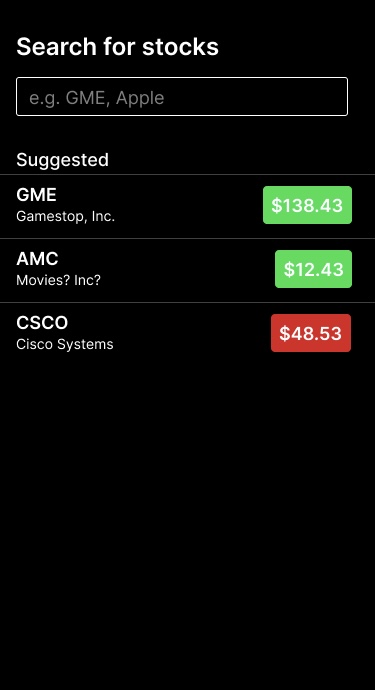 Search for stocks
e.g. GME, Apple
Suggested
GME
$138.43
Gamestop, Inc.
AMC
$12.43
Movies? Inc?
CSCO
$48.53
Cisco Systems